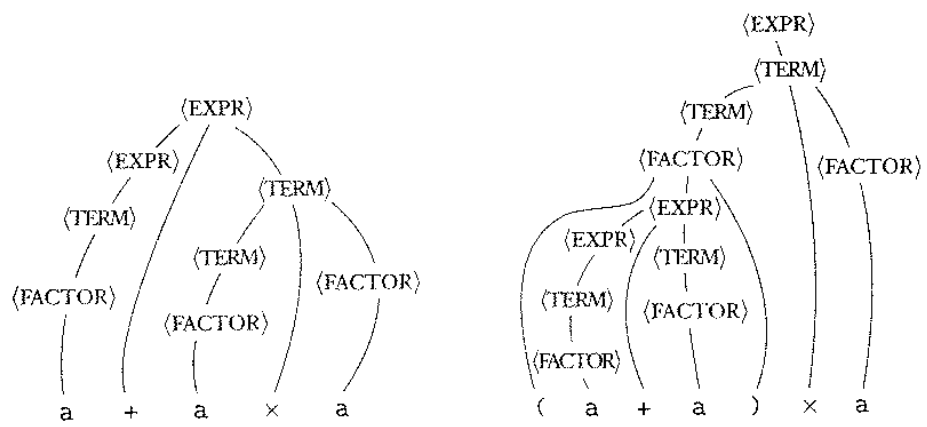 ⟨EXPR⟩
⟨EXPR⟩
⟨TERM⟩
⟨TERM⟩
⟨TERM⟩
⟨FACTOR⟩
⟨FACTOR⟩
⟨FACTOR⟩
a + a × a
⟨EXPR⟩
⟨TERM⟩
⟨TERM⟩
⟨FACTOR⟩
⟨FACTOR⟩
⟨EXPR⟩
⟨EXPR⟩
⟨TERM⟩
⟨TERM⟩
⟨FACTOR⟩
⟨FACTOR⟩
( a + a ) × a